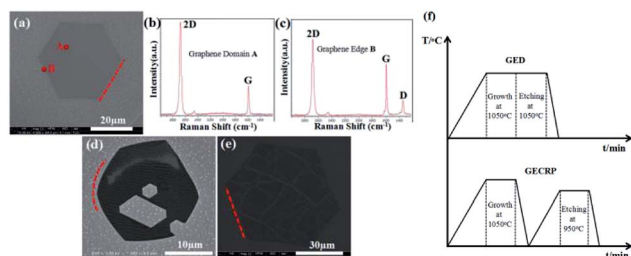 (a)
A
B
20μm
(b)
2D
Graphene Domain A
G
Intensity(a.u.)
Raman Shift (cm⁻¹)
(c)
2D
Graphene Edge B
G
D
Intensity(a.u.)
Raman Shift (cm⁻¹)
(d)
10μm
(e)
30μm
(f)
T/°C
GED
Growth
at
1050°C
Etching
at
1050°C
t/min
GECRP
Growth
at
1050°C
Etching
at
950°C
t/min